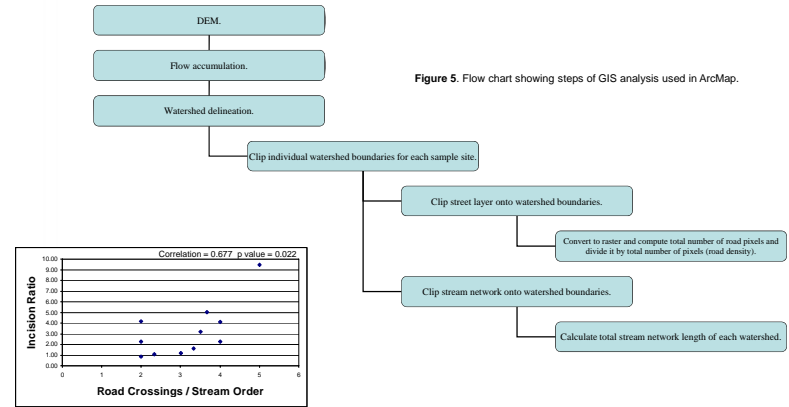 DEM.
Flow accumulation.
Figure 5. Flow chart showing steps of GIS analysis used in ArcMap.
Watershed delineation.
Clip individual watershed boundaries for each sample site.
Clip street layer onto watershed boundaries.
Convert to raster and compute total number of road pixels and
divide it by total number of pixels (road density).
Clip stream network onto watershed boundaries.
Calculate total stream network length of each watershed.
Correlation = 0.677 p value = 0.022
Incision Ratio
10.00
9.00
8.00
7.00
6.00
5.00
4.00
3.00
2.00
1.00
0.00
0 1 2 3 4 5 6
Road Crossings / Stream Order